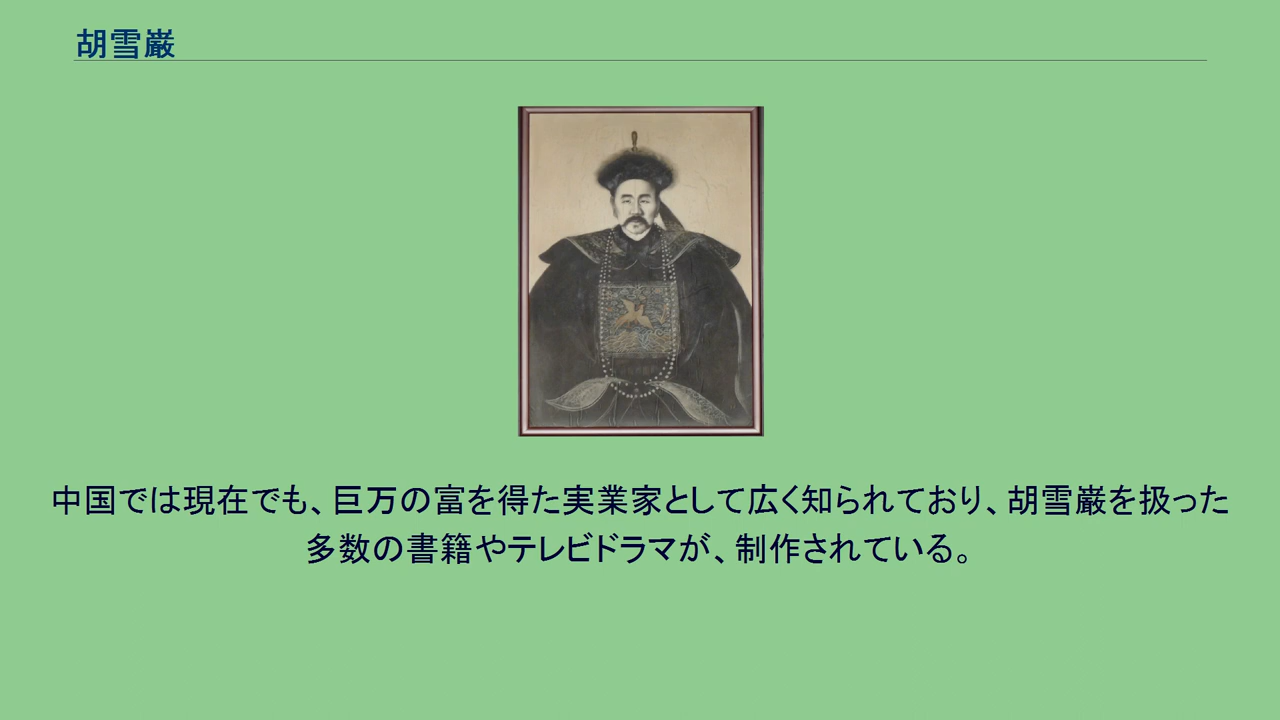 胡雪巌
中国では現在でも、巨万の富を得た実業家として広く知られており、胡雪巌を扱った
多数の書籍やテレビドラマが、制作されている。